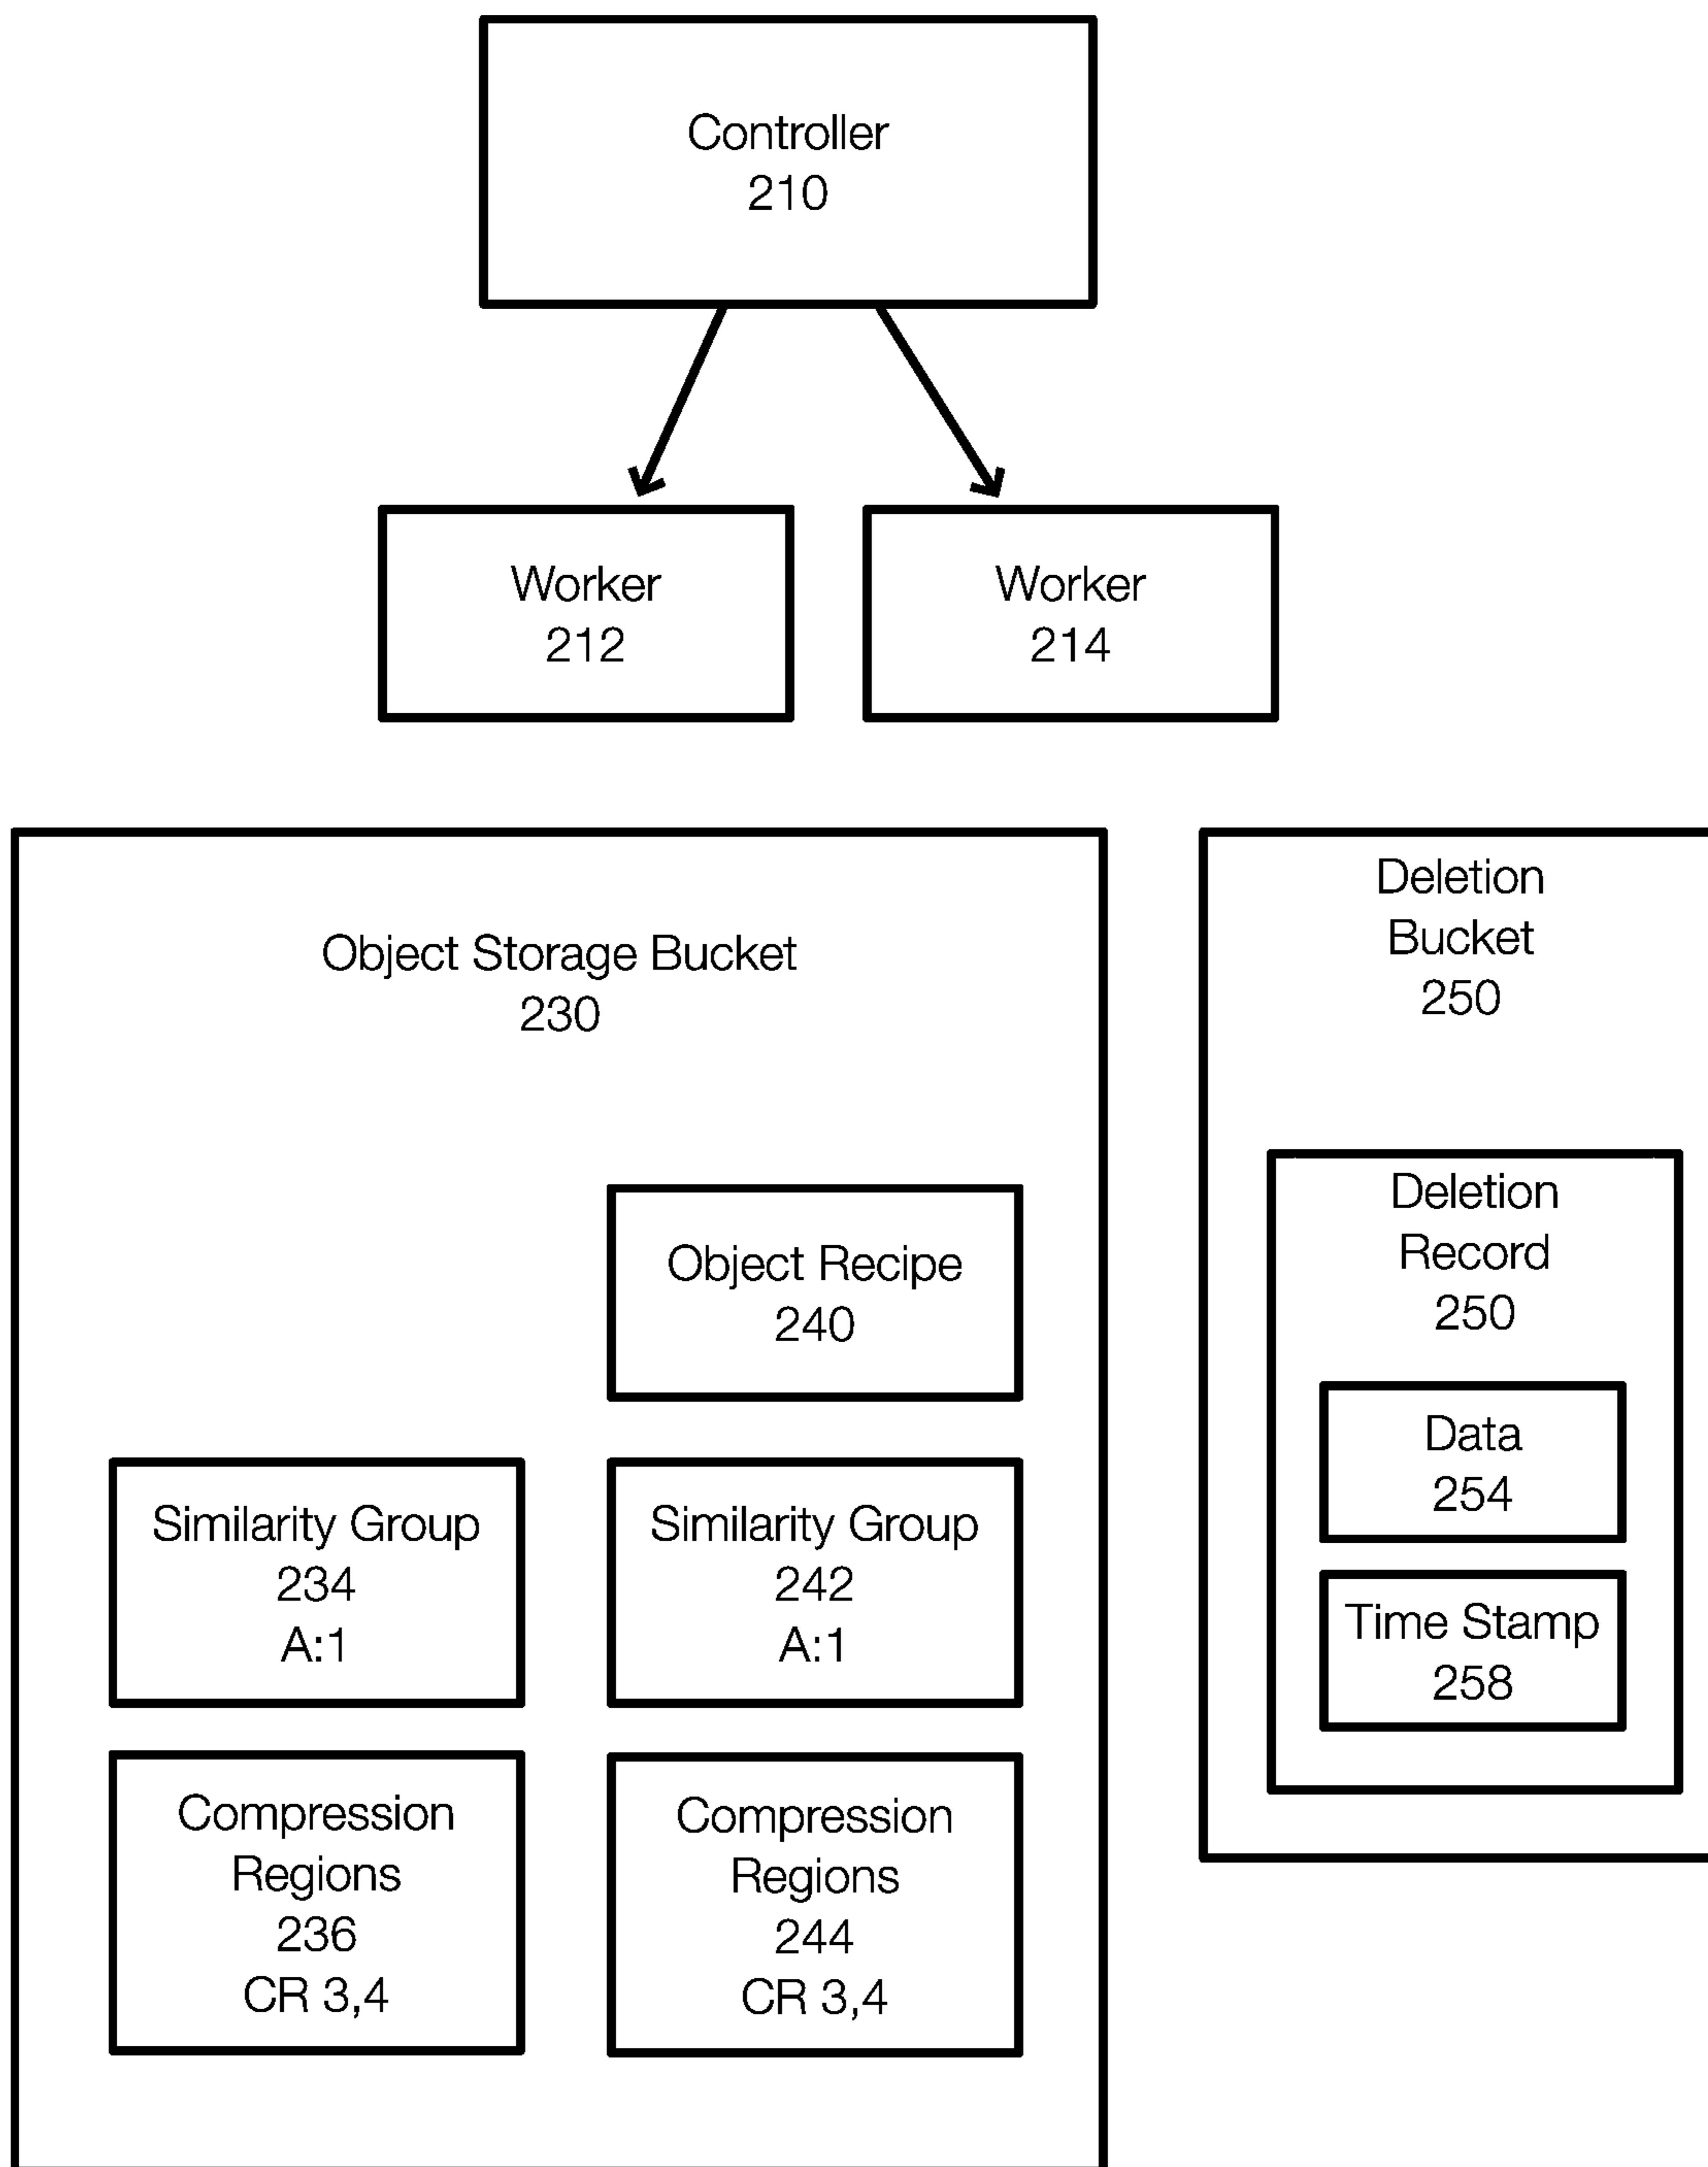 Controller
210
Worker
212
Worker
214
Object Storage Bucket
230
Object Recipe
240
Similarity Group
234
A:1
Similarity Group
242
A:1
Compression
Regions
236
CR 3,4
Compression
Regions
244
CR 3,4
Deletion
Bucket
250
Deletion
Record
250
Data
254
Time Stamp
258